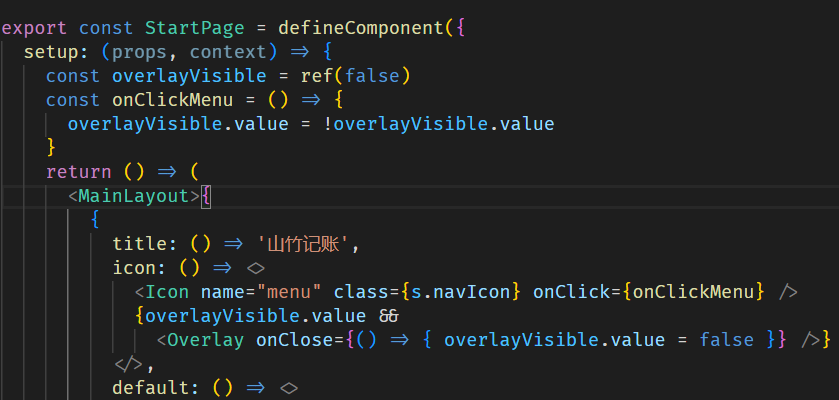 export const StartPage = defineComponent({
  setup: (props, context) => {
    const overlayVisible = ref(false)
    const onClickMenu = () => {
      overlayVisible.value = !overlayVisible.value
    }
    return () => (
      <MainLayout>{
        {
          title: () => '山竹记账',
          icon: () => <>
            <Icon name="menu" class={s.navIcon} onClick={onClickMenu} />
            {overlayVisible.value &&
              <Overlay onClose={() => { overlayVisible.value = false }} />}
          </>,
          default: () => <>